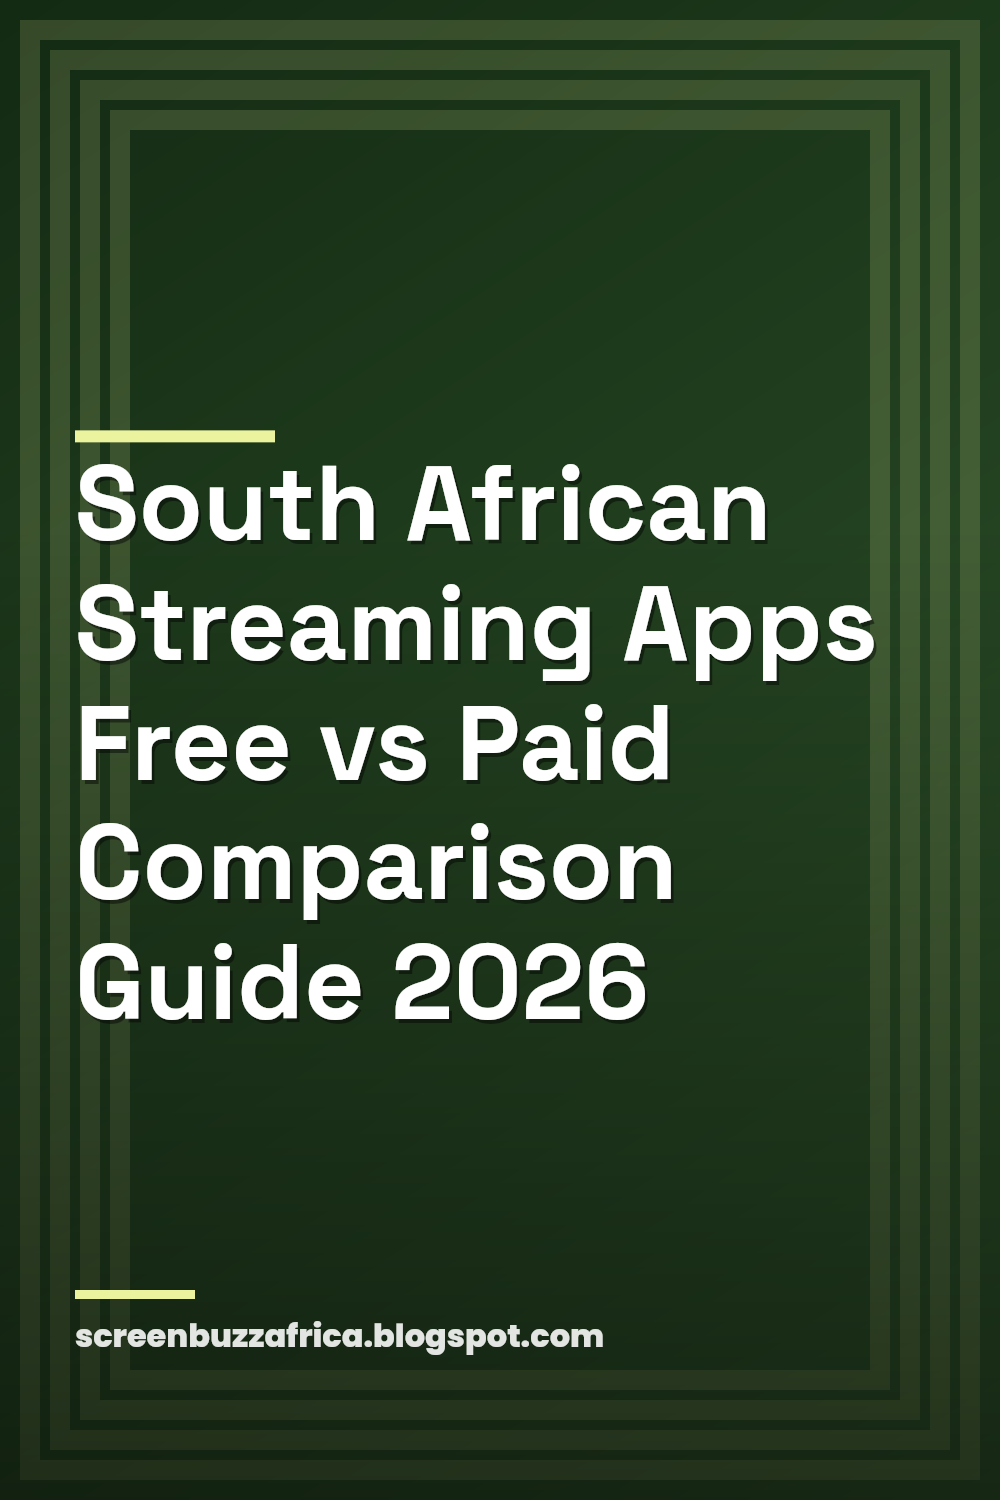 South African
Streaming Apps
Free vs Paid
Comparison
Guide 2026
screenbuzzafrica.blogspot.com